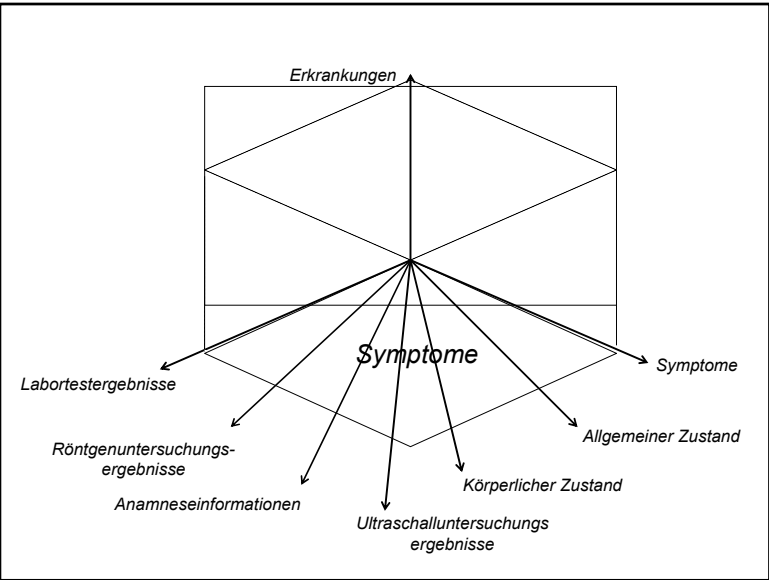 Erkrankungen
Symptome
Symptome
Labortestergebnisse
Allgemeiner Zustand
Röntgenuntersuchungs-
ergebnisse
Körperlicher Zustand
Anamneseinformationen
Ultraschalluntersuchungs
ergebnisse